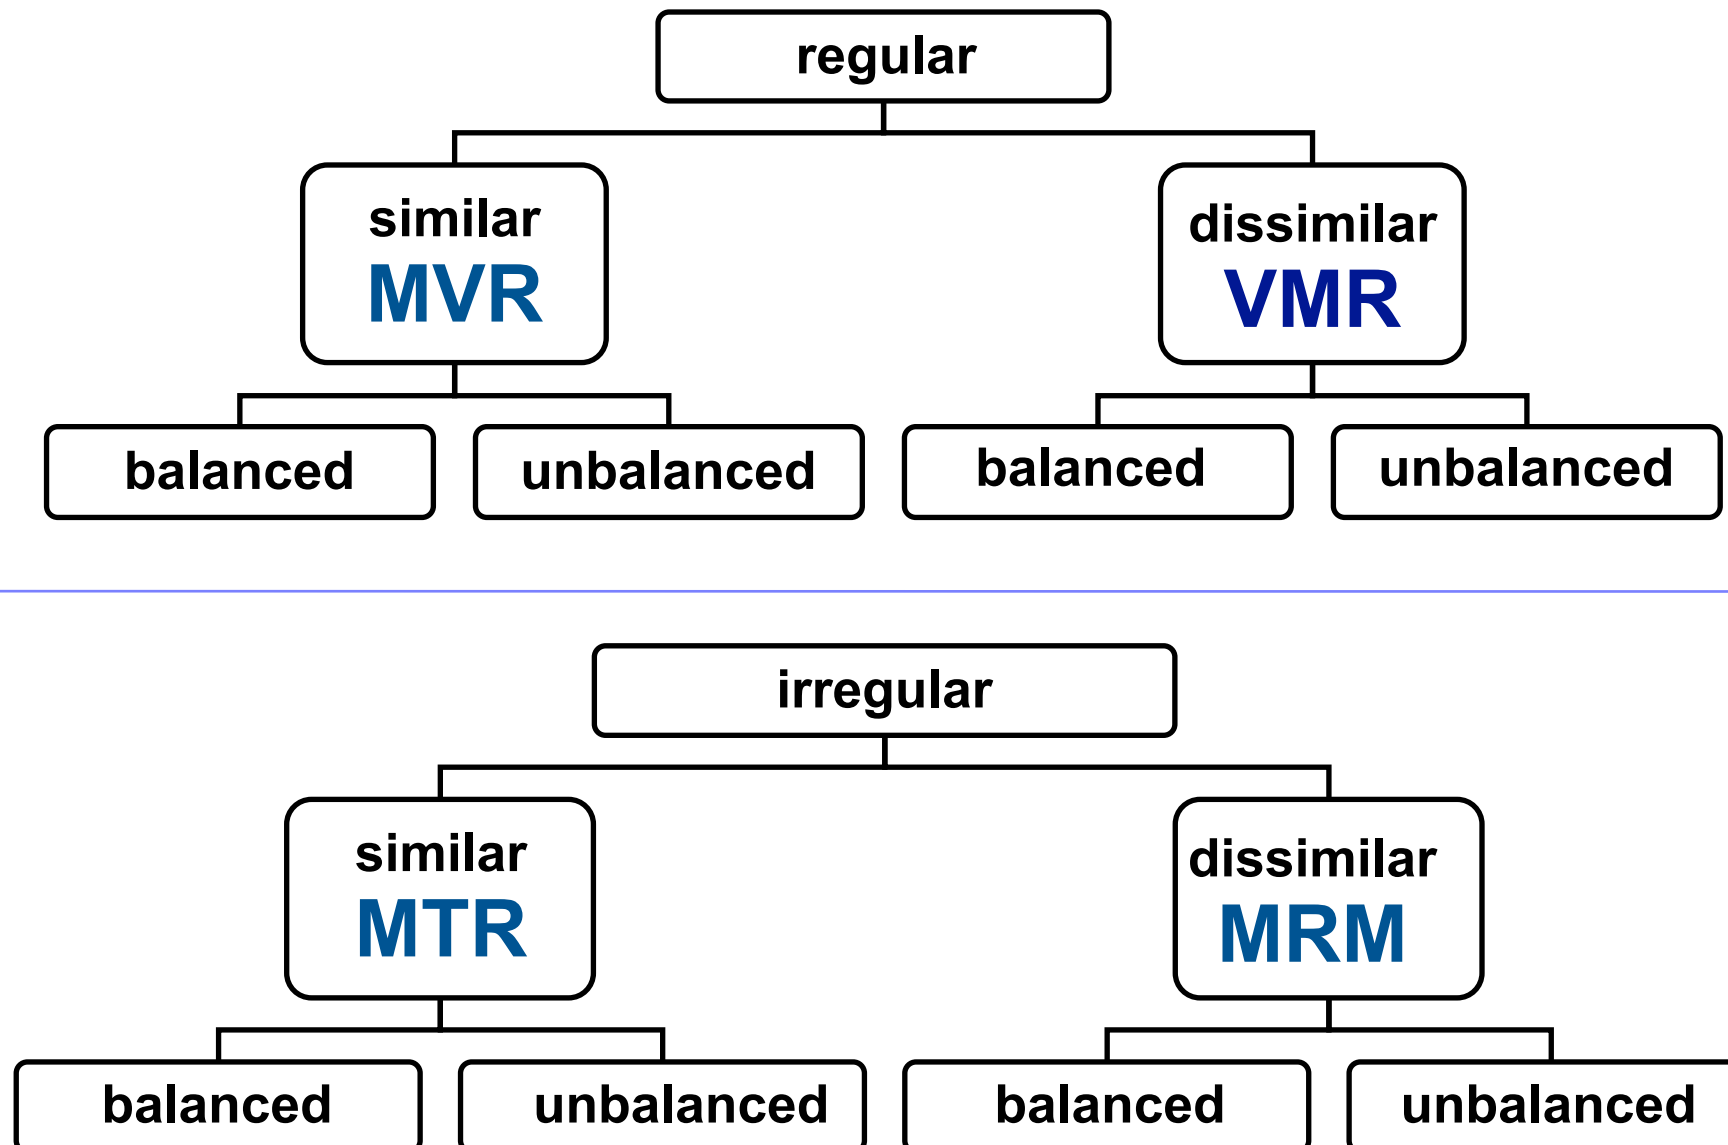 regular
similar
MVR
dissimilar
VMR
balanced
unbalanced
balanced
unbalanced
irregular
similar
MTR
dissimilar
MRM
balanced
unbalanced
balanced
unbalanced